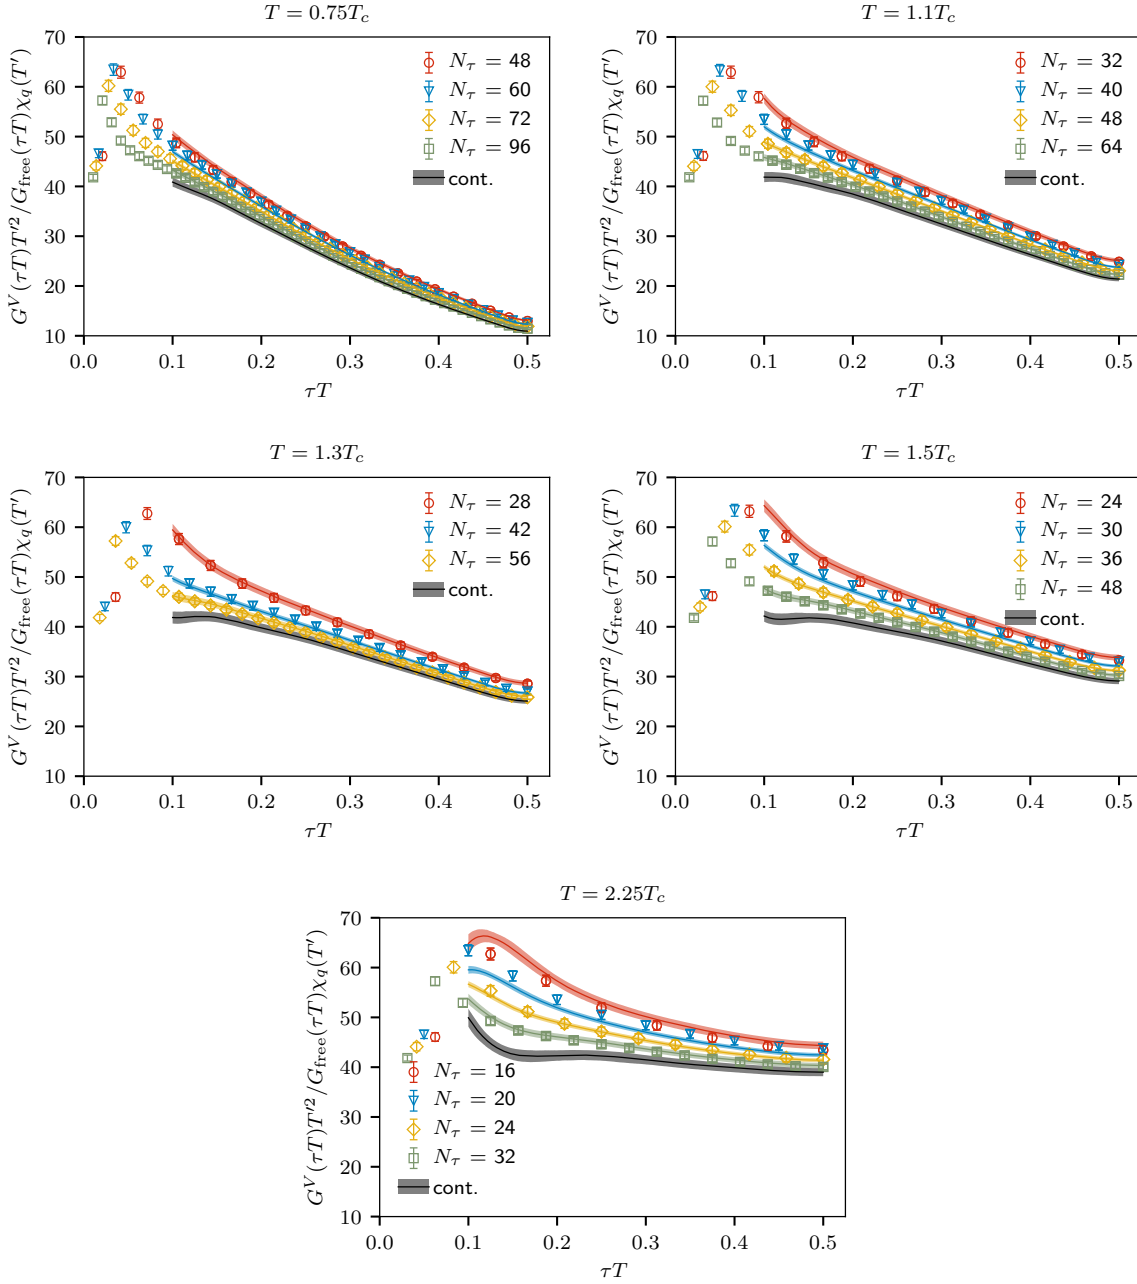 T = 0.75T_c
G^V(τT)T'^2/G_free(τT)χ_q(T')
70
60
50
40
30
20
10
0.0 0.1 0.2 0.3 0.4 0.5
τT
N_τ = 48
N_τ = 60
N_τ = 72
N_τ = 96
cont.
T = 1.1T_c
G^V(τT)T'^2/G_free(τT)χ_q(T')
70
60
50
40
30
20
10
0.0 0.1 0.2 0.3 0.4 0.5
τT
N_τ = 32
N_τ = 40
N_τ = 48
N_τ = 64
cont.
T = 1.3T_c
G^V(τT)T'^2/G_free(τT)χ_q(T')
70
60
50
40
30
20
10
0.0 0.1 0.2 0.3 0.4 0.5
τT
N_τ = 28
N_τ = 42
N_τ = 56
cont.
T = 1.5T_c
G^V(τT)T'^2/G_free(τT)χ_q(T')
70
60
50
40
30
20
10
0.0 0.1 0.2 0.3 0.4 0.5
τT
N_τ = 24
N_τ = 30
N_τ = 36
N_τ = 48
cont.
T = 2.25T_c
G^V(τT)T'^2/G_free(τT)χ_q(T')
70
60
50
40
30
20
10
0.0 0.1 0.2 0.3 0.4 0.5
τT
N_τ = 16
N_τ = 20
N_τ = 24
N_τ = 32
cont.